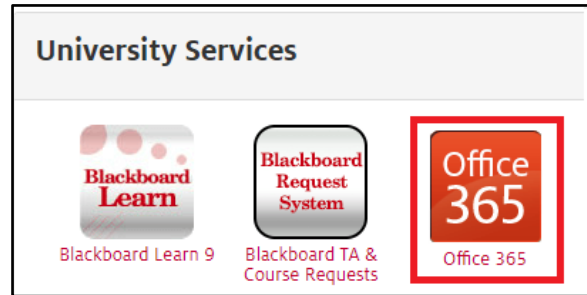 University Services
Blackboard
Learn
Blackboard Learn 9
Blackboard
Request
System
Blackboard TA &
Course Requests
Office
365
Office 365